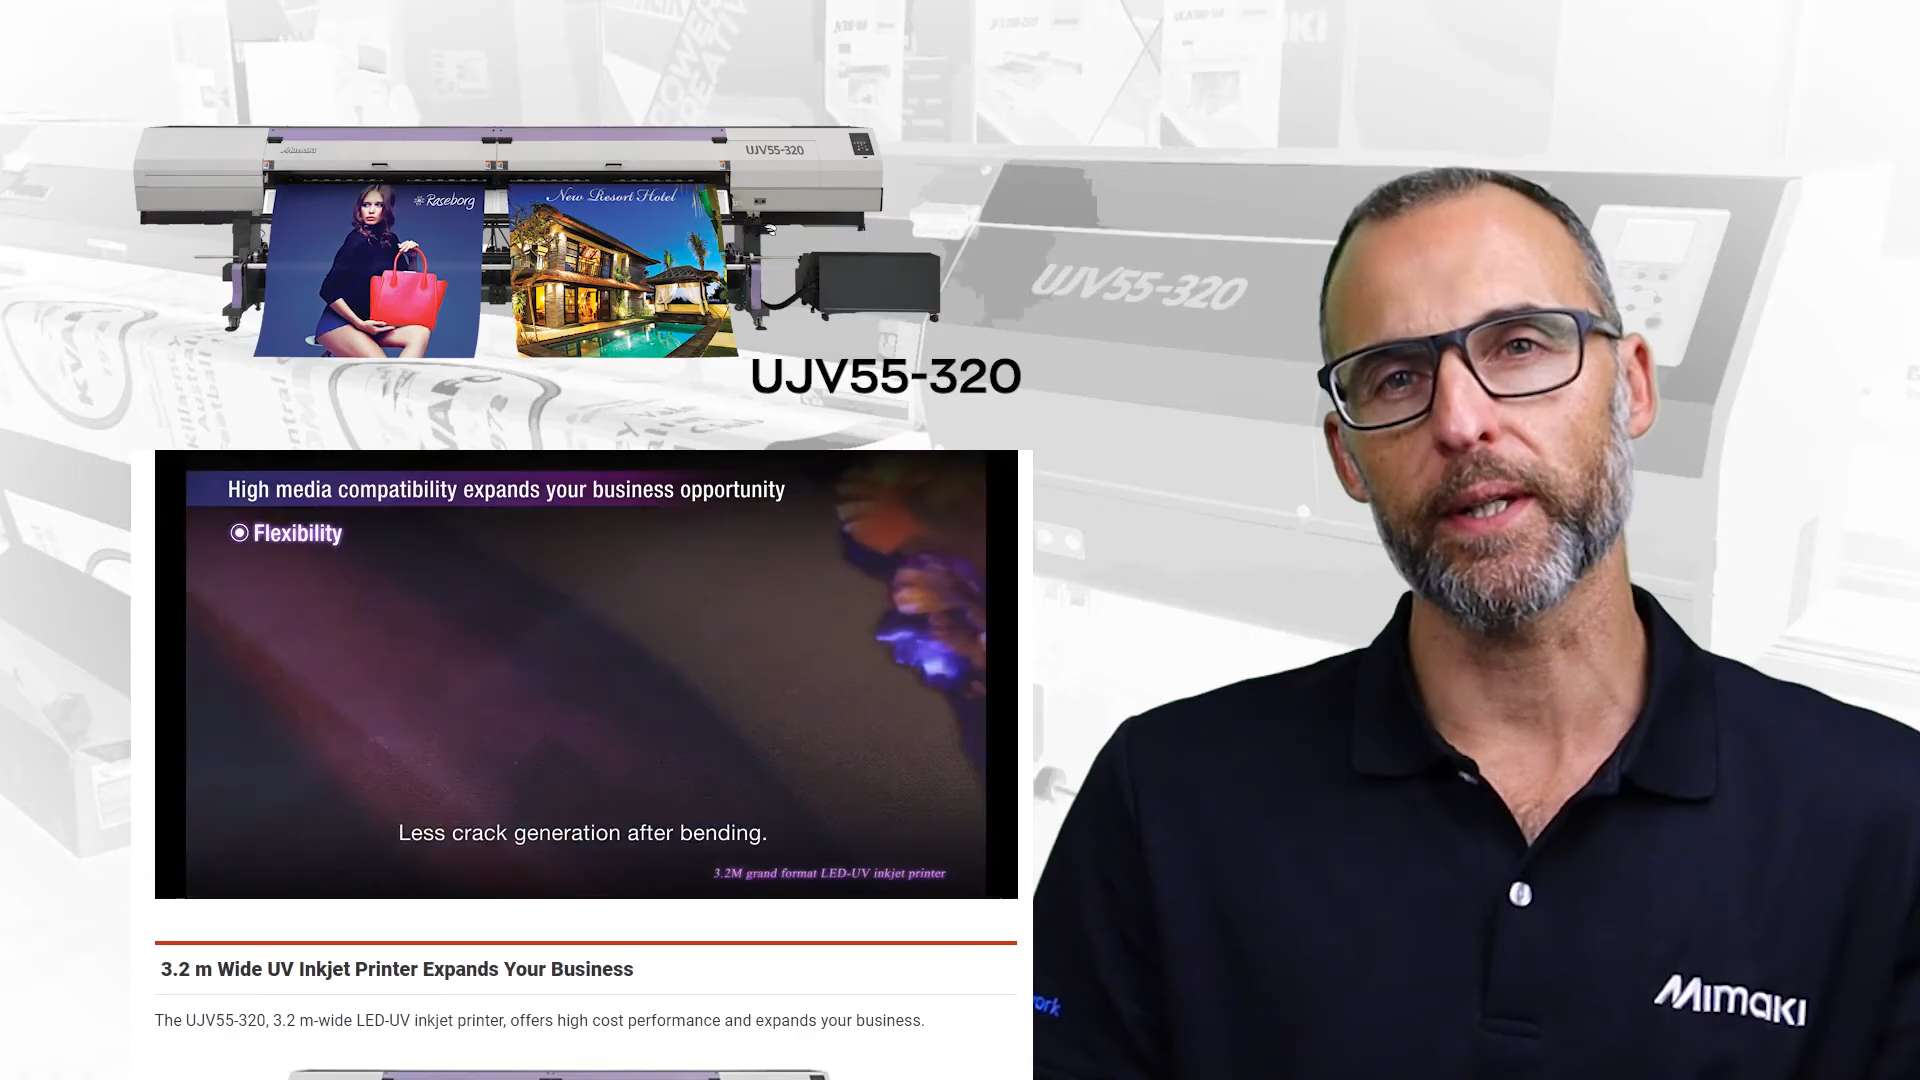 Mimaki
UJV55-320
Raseborg
New Resort Hotel
UJV55-320
UJV55-320
High media compatibility expands your business opportunity
Flexibility
Less crack generation after bending.
3.2M grand format LED-UV inkjet printer
3.2 m Wide UV Inkjet Printer Expands Your Business
The UJV55-320, 3.2 m-wide LED-UV inkjet printer, offers high cost performance and expands your business.
ork
Mimaki